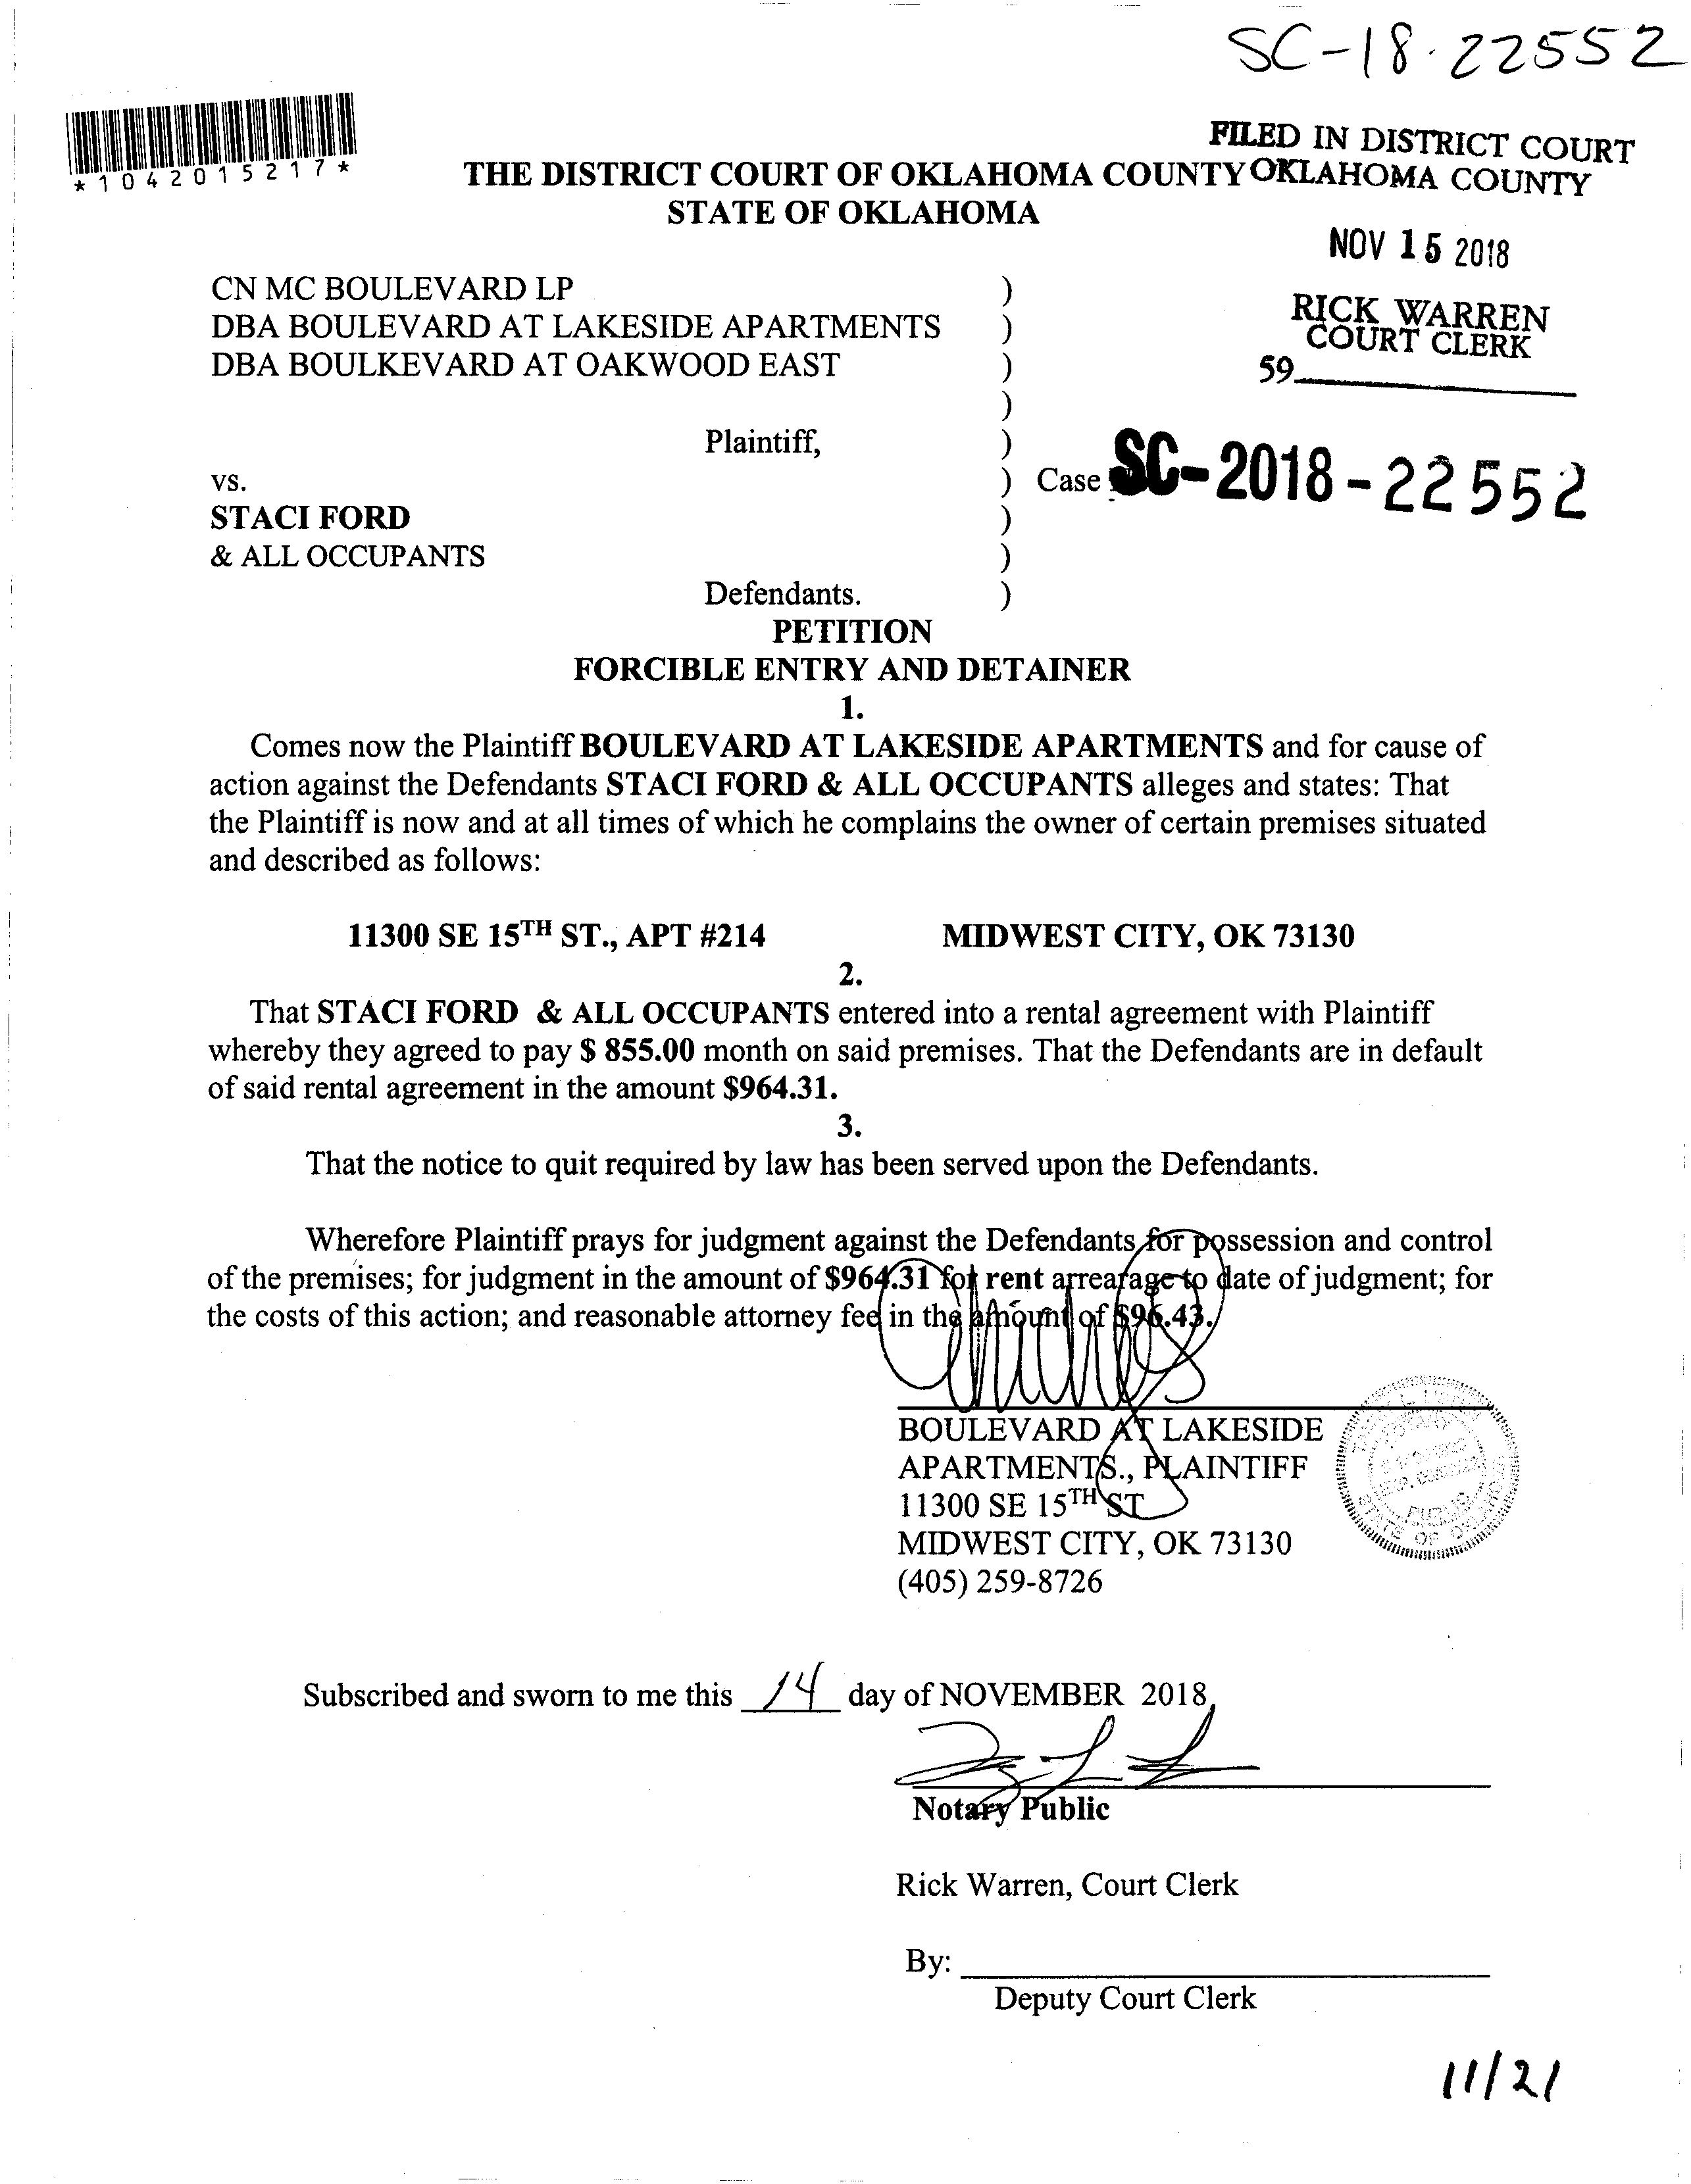 SC-18-22552
*1042015217*
FILED IN DISTRICT COURT
OKLAHOMA COUNTY
THE DISTRICT COURT OF OKLAHOMA COUNTY
STATE OF OKLAHOMA
NOV 15 2018
RICK WARREN
COURT CLERK
59
CN MC BOULEVARD LP )
DBA BOULEVARD AT LAKESIDE APARTMENTS )
DBA BOULKEVARD AT OAKWOOD EAST )
)
Plaintiff, )
vs. ) Case SC-2018-22552
STACI FORD )
& ALL OCCUPANTS )
Defendants. )
PETITION
FORCIBLE ENTRY AND DETAINER
1.
Comes now the Plaintiff BOULEVARD AT LAKESIDE APARTMENTS and for cause of
action against the Defendants STACI FORD & ALL OCCUPANTS alleges and states: That
the Plaintiff is now and at all times of which he complains the owner of certain premises situated
and described as follows:
11300 SE 15TH ST., APT #214 MIDWEST CITY, OK 73130
2.
That STACI FORD & ALL OCCUPANTS entered into a rental agreement with Plaintiff
whereby they agreed to pay $ 855.00 month on said premises. That the Defendants are in default
of said rental agreement in the amount $964.31.
3.
That the notice to quit required by law has been served upon the Defendants.
Wherefore Plaintiff prays for judgment against the Defendants for possession and control
of the premises; for judgment in the amount of $964.31 for rent arrearage to date of judgment; for
the costs of this action; and reasonable attorney fee in the amount of $96.43.
BOULEVARD AT LAKESIDE
APARTMENTS., PLAINTIFF
11300 SE 15TH ST
MIDWEST CITY, OK 73130
(405) 259-8726
PUBLIC
STATE OF
Subscribed and sworn to me this 14 day of NOVEMBER 2018,
Notary Public
Rick Warren, Court Clerk
By:
Deputy Court Clerk
11/21